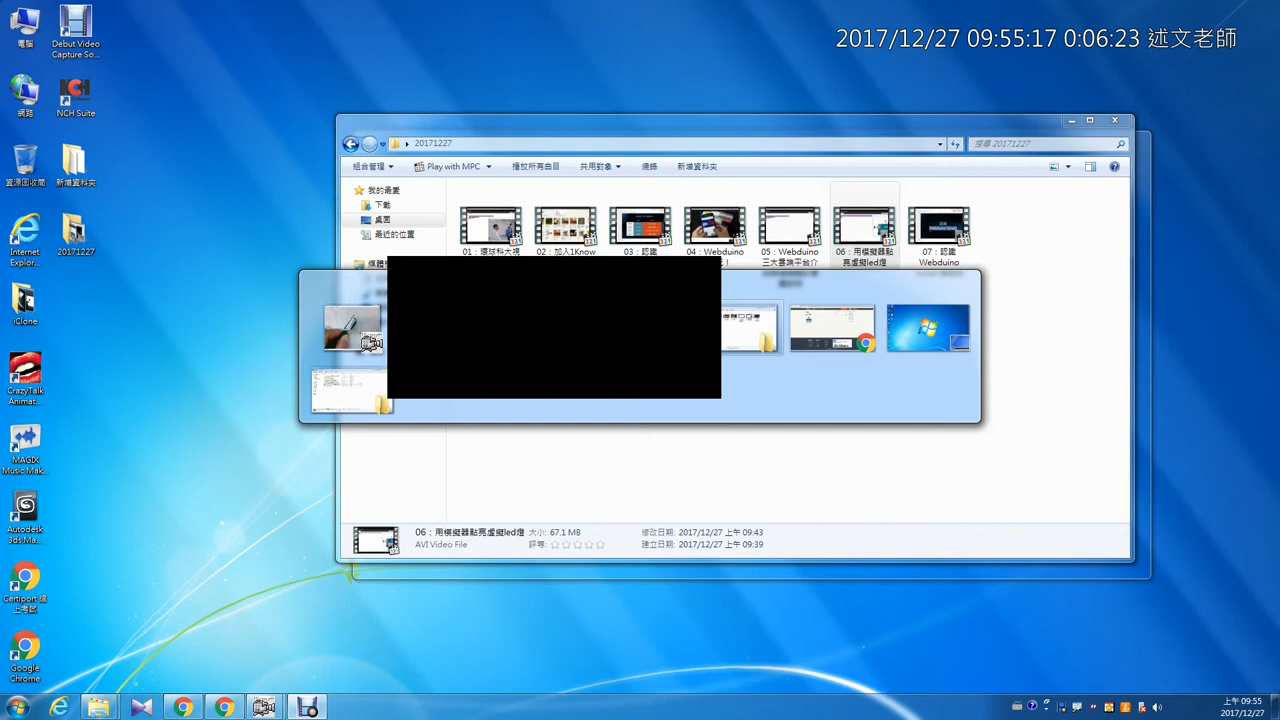 2017/12/27 09:55:17 0:06:23 述文老師
電腦
Debut Video
Capture So...
網路
NCH Suite
資源回收筒
新增資料夾
Internet
Explor...
20171227
iClone
CrazyTalk
Animat...
MAGIX
Music Mak...
Autodesk
3ds Ma...
Certiport 線
上考試
Google
Chrome
20171227
搜尋 20171227
組合管理
Play with MPC
播放所有曲目
共用對象
燒錄
新增資料夾
我的最愛
下載
桌面
最近的位置
媒體
01：環球科大視
02：加入1Know
03：認識
04：Webduino
05：Webduino
三大雲端平台介
06：用模擬器點
亮虛擬led燈
07：認識
Webduino
06：用模擬器點亮虛擬led燈 大小: 67.1 MB 修改日期: 2017/12/27 上午 09:43
AVI Video File 評等: 建立日期: 2017/12/27 上午 09:39
上午 09:55
2017/12/27